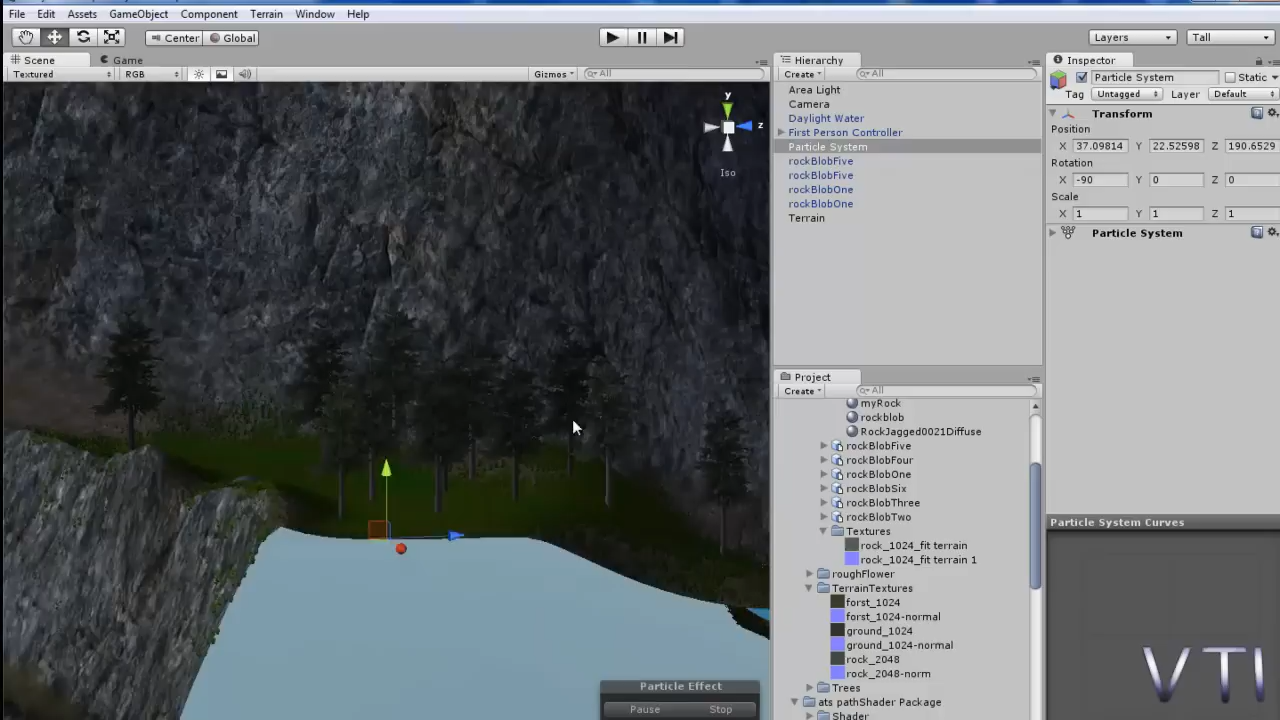 File Edit Assets GameObject Component Terrain Window Help
Center Global Layers Tall
Scene Game
Textured RGB Gizmos All
y
z
Iso
Hierarchy
Create All
Area Light
Camera
Daylight Water
First Person Controller
Particle System
rockBlobFive
rockBlobFive
rockBlobOne
rockBlobOne
Terrain
Project
Create All
myRock
rockblob
RockJagged0021Diffuse
rockBlobFive
rockBlobFour
rockBlobOne
rockBlobSix
rockBlobThree
rockBlobTwo
Textures
rock_1024_fit terrain
rock_1024_fit terrain 1
roughFlower
TerrainTextures
forst_1024
forst_1024-normal
ground_1024
ground_1024-normal
rock_2048
rock_2048-norm
Trees
ats pathShader Package
Shader
Inspector
Particle System Static
Tag Untagged Layer Default
Transform
Position
X 37.09814 Y 22.52598 Z 190.6529
Rotation
X -90 Y 0 Z 0
Scale
X 1 Y 1 Z 1
Particle System
Particle System Curves
VTI
Particle Effect
Pause Stop